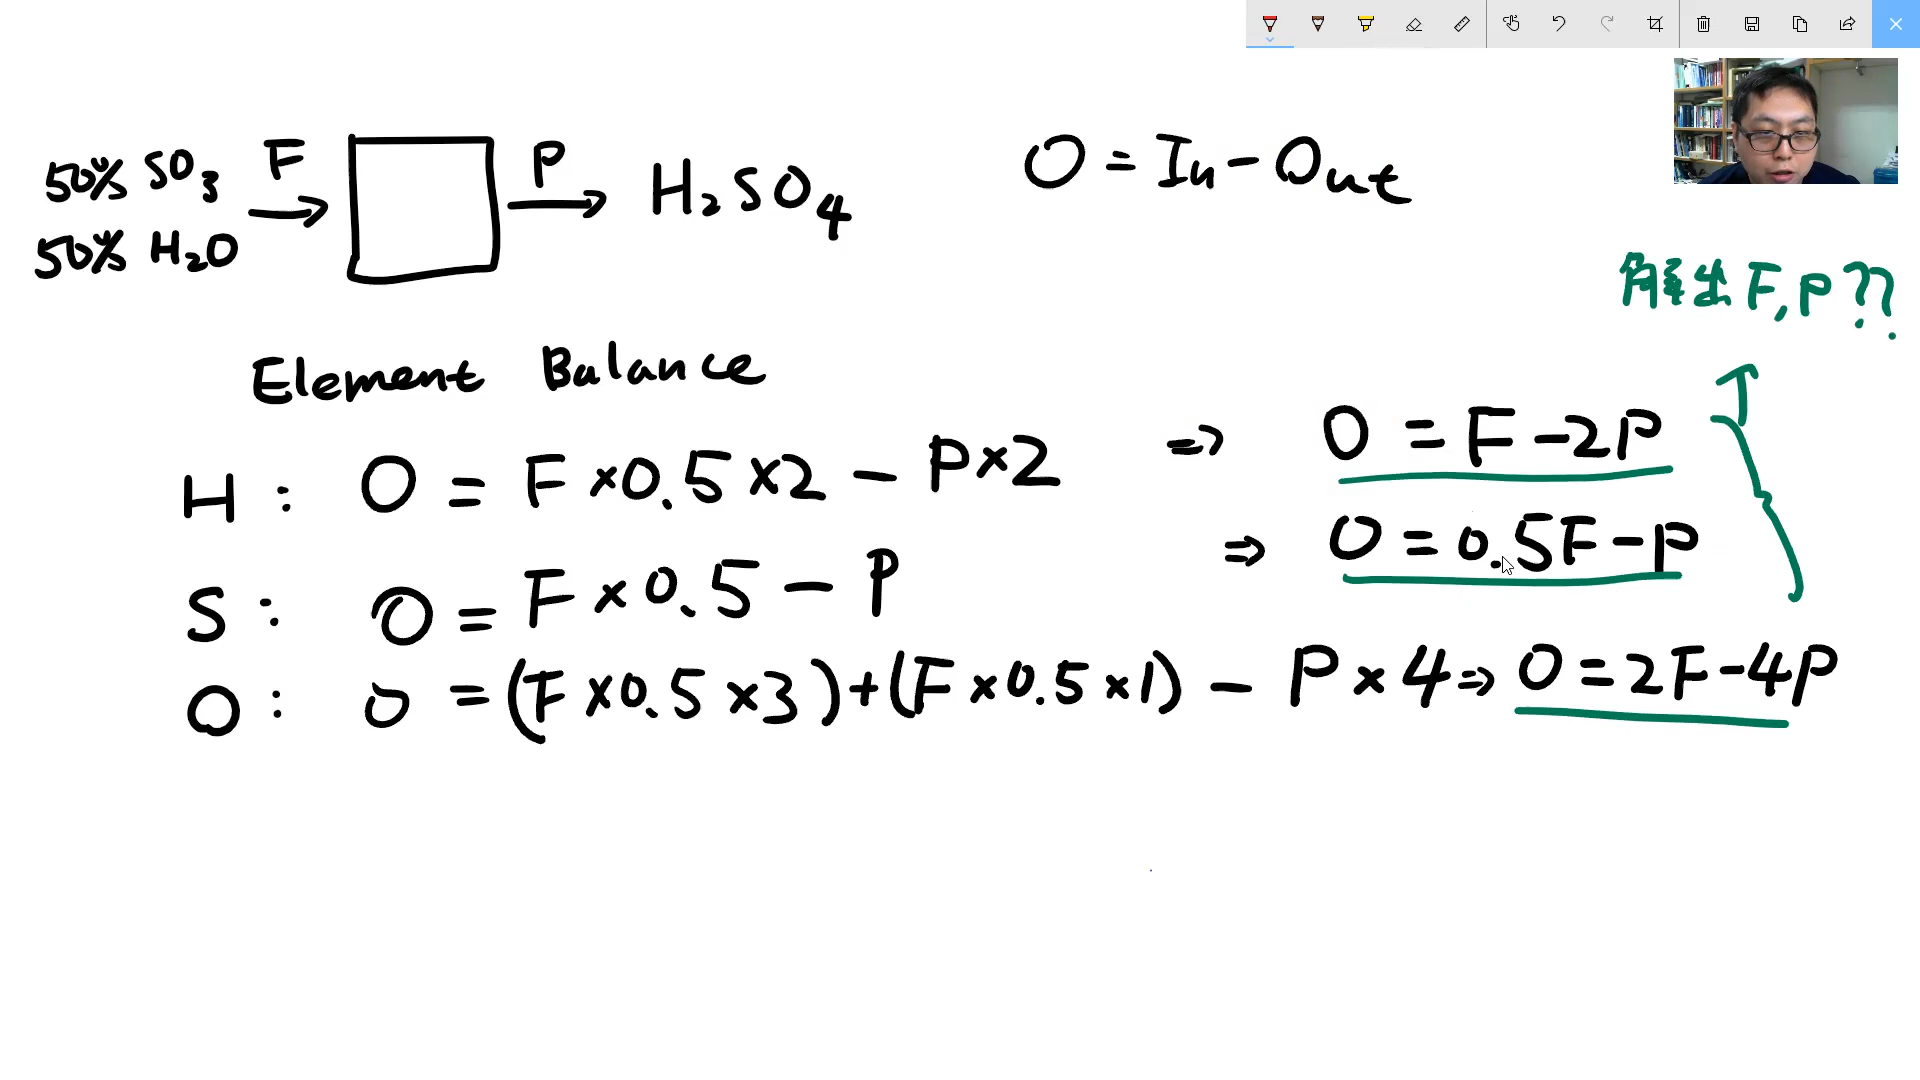 50% SO₃ F P H₂SO₄ O = In - Out
50% H₂O
解出 F, P ??
Element Balance
H : 0 = F × 0.5 × 2 - P × 2 ⇒ 0 = F - 2P
S : 0 = F × 0.5 - P ⇒ 0 = 0.5F - P
O : 0 = (F × 0.5 × 3) + (F × 0.5 × 1) - P × 4 ⇒ 0 = 2F - 4P